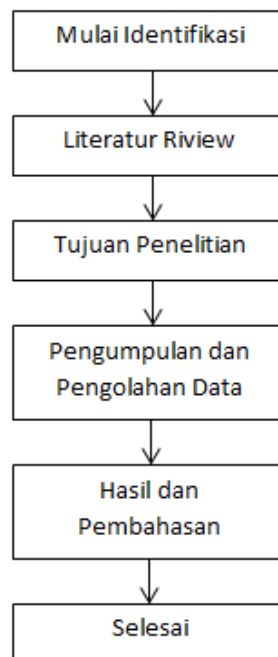 Mulai Identifikasi
Literatur Riview
Tujuan Penelitian
Pengumpulan dan
Pengolahan Data
Hasil dan
Pembahasan
Selesai